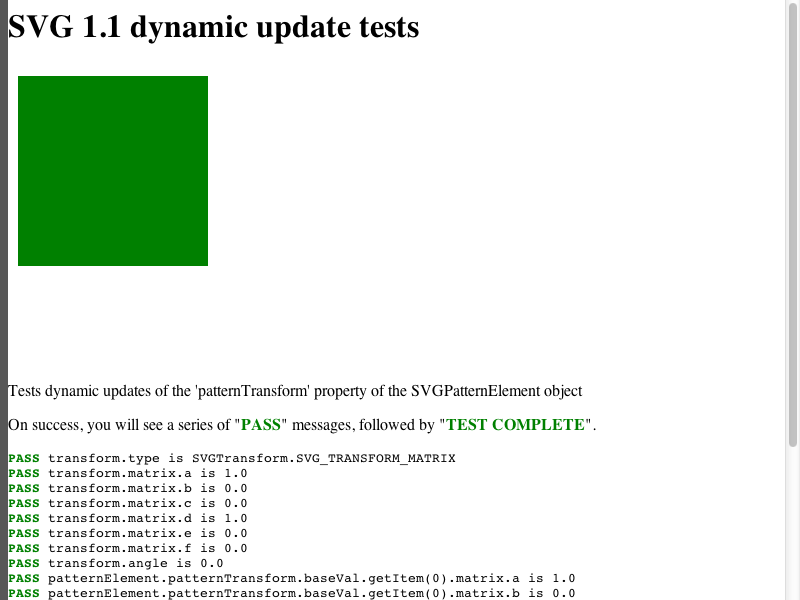 SVG 1.1 dynamic update tests
Tests dynamic updates of the 'patternTransform' property of the SVGPatternElement object
On success, you will see a series of "PASS" messages, followed by "TEST COMPLETE".
PASS transform.type is SVGTransform.SVG_TRANSFORM_MATRIX
PASS transform.matrix.a is 1.0
PASS transform.matrix.b is 0.0
PASS transform.matrix.c is 0.0
PASS transform.matrix.d is 1.0
PASS transform.matrix.e is 0.0
PASS transform.matrix.f is 0.0
PASS transform.angle is 0.0
PASS patternElement.patternTransform.baseVal.getItem(0).matrix.a is 1.0
PASS patternElement.patternTransform.baseVal.getItem(0).matrix.b is 0.0